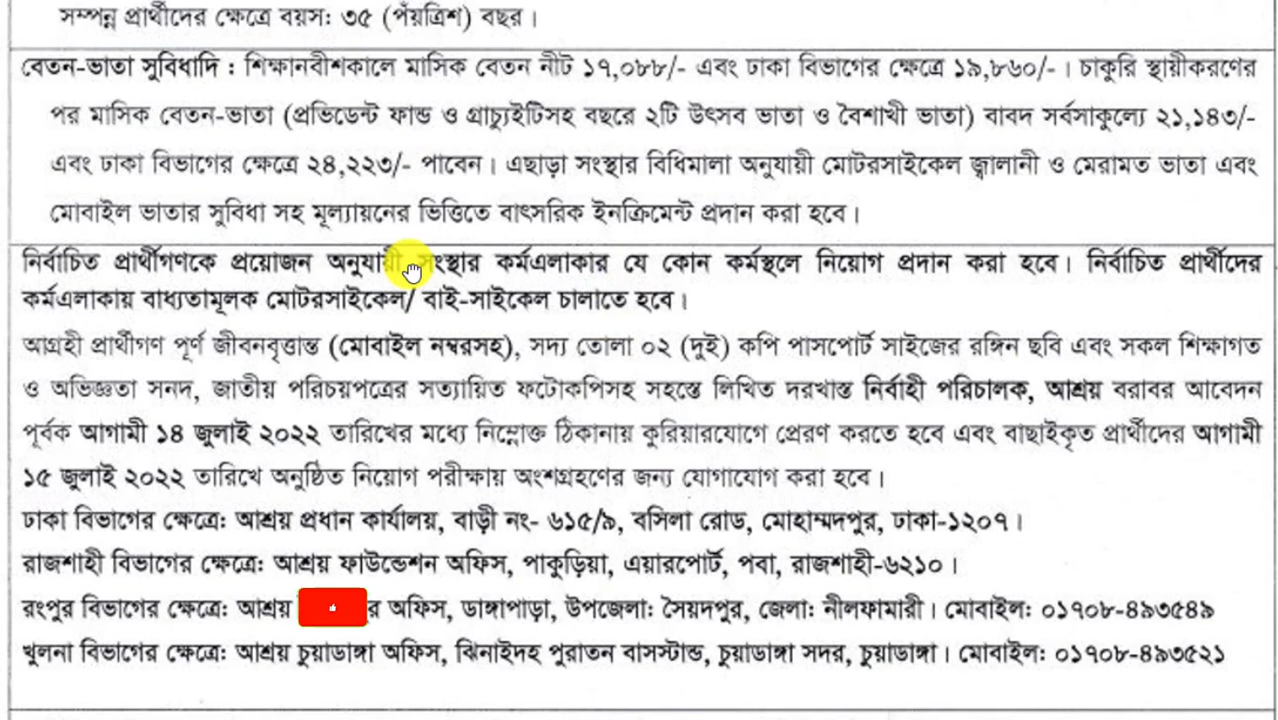 সম্পন্ন প্রার্থীদের ক্ষেত্রে বয়স: ৩৫ (পঁয়ত্রিশ) বছর।
বেতন-ভাতা সুবিধাদি : শিক্ষানবীশকালে মাসিক বেতন নীট ১৭,০৮৮/- এবং ঢাকা বিভাগের ক্ষেত্রে ১৯,৮৬০/-। চাকুরি স্থায়ীকরণের
পর মাসিক বেতন-ভাতা (প্রভিডেন্ট ফান্ড ও গ্রাচ্যুইটিসহ বছরে ২টি উৎসব ভাতা ও বৈশাখী ভাতা) বাবদ সর্বসাকুল্যে ২১,১৪৩/-
এবং ঢাকা বিভাগের ক্ষেত্রে ২৪,২২৩/- পাবেন। এছাড়া সংস্থার বিধিমালা অনুযায়ী মোটরসাইকেল জ্বালানী ও মেরামত ভাতা এবং
মোবাইল ভাতার সুবিধা সহ মূল্যায়নের ভিত্তিতে বাৎসরিক ইনক্রিমেন্ট প্রদান করা হবে।
নির্বাচিত প্রার্থীগণকে প্রয়োজন অনুযায়ী সংস্থার কর্মএলাকার যে কোন কর্মস্থলে নিয়োগ প্রদান করা হবে। নির্বাচিত প্রার্থীদের
কর্মএলাকায় বাধ্যতামূলক মোটরসাইকেল/ বাই-সাইকেল চালাতে হবে।
আগ্রহী প্রার্থীগণ পূর্ণ জীবনবৃত্তান্ত (মোবাইল নম্বরসহ), সদ্য তোলা ০২ (দুই) কপি পাসপোর্ট সাইজের রঙ্গিন ছবি এবং সকল শিক্ষাগত
ও অভিজ্ঞতা সনদ, জাতীয় পরিচয়পত্রের সত্যায়িত ফটোকপিসহ সহস্তে লিখিত দরখাস্ত নির্বাহী পরিচালক, আশ্রয় বরাবর আবেদন
পূর্বক আগামী ১৪ জুলাই ২০২২ তারিখের মধ্যে নিম্নোক্ত ঠিকানায় কুরিয়ারযোগে প্রেরণ করতে হবে এবং বাছাইকৃত প্রার্থীদের আগামী
১৫ জুলাই ২০২২ তারিখে অনুষ্ঠিত নিয়োগ পরীক্ষায় অংশগ্রহণের জন্য যোগাযোগ করা হবে।
ঢাকা বিভাগের ক্ষেত্রে: আশ্রয় প্রধান কার্যালয়, বাড়ী নং- ৬১৫/৯, বসিলা রোড, মোহাম্মদপুর, ঢাকা-১২০৭।
রাজশাহী বিভাগের ক্ষেত্রে: আশ্রয় ফাউন্ডেশন অফিস, পাকুড়িয়া, এয়ারপোর্ট, পবা, রাজশাহী-৬২১০।
রংপুর বিভাগের ক্ষেত্রে: আশ্রয় র অফিস, ডাঙ্গাপাড়া, উপজেলা: সৈয়দপুর, জেলা: নীলফামারী। মোবাইল: ০১৭০৮-৪৯৩৫৪৯
খুলনা বিভাগের ক্ষেত্রে: আশ্রয় চুয়াডাঙ্গা অফিস, ঝিনাইদহ পুরাতন বাসস্টান্ড, চুয়াডাঙ্গা সদর, চুয়াডাঙ্গা। মোবাইল: ০১৭০৮-৪৯৩৫২১